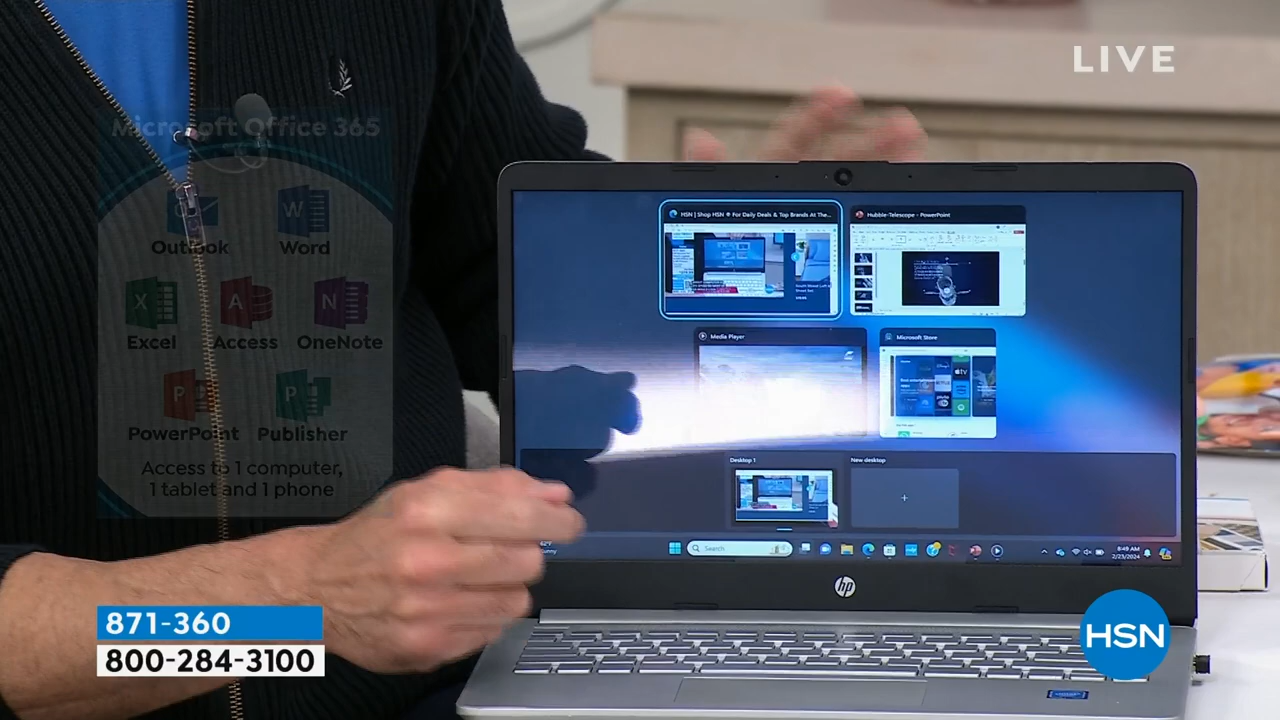 LIVE
Microsoft Office 365
Outlook
Word
Excel
Access
OneNote
PowerPoint
Publisher
Access to 1 computer,
1 tablet and 1 phone
HSN | Shop HSN ® For Daily Deals & Top Brands At The...
Hubble-Telescope - PowerPoint
Media Player
Microsoft Store
Desktop 1
New desktop
Search
8:49 AM
2/23/2024
hp
871-360
800-284-3100
HSN